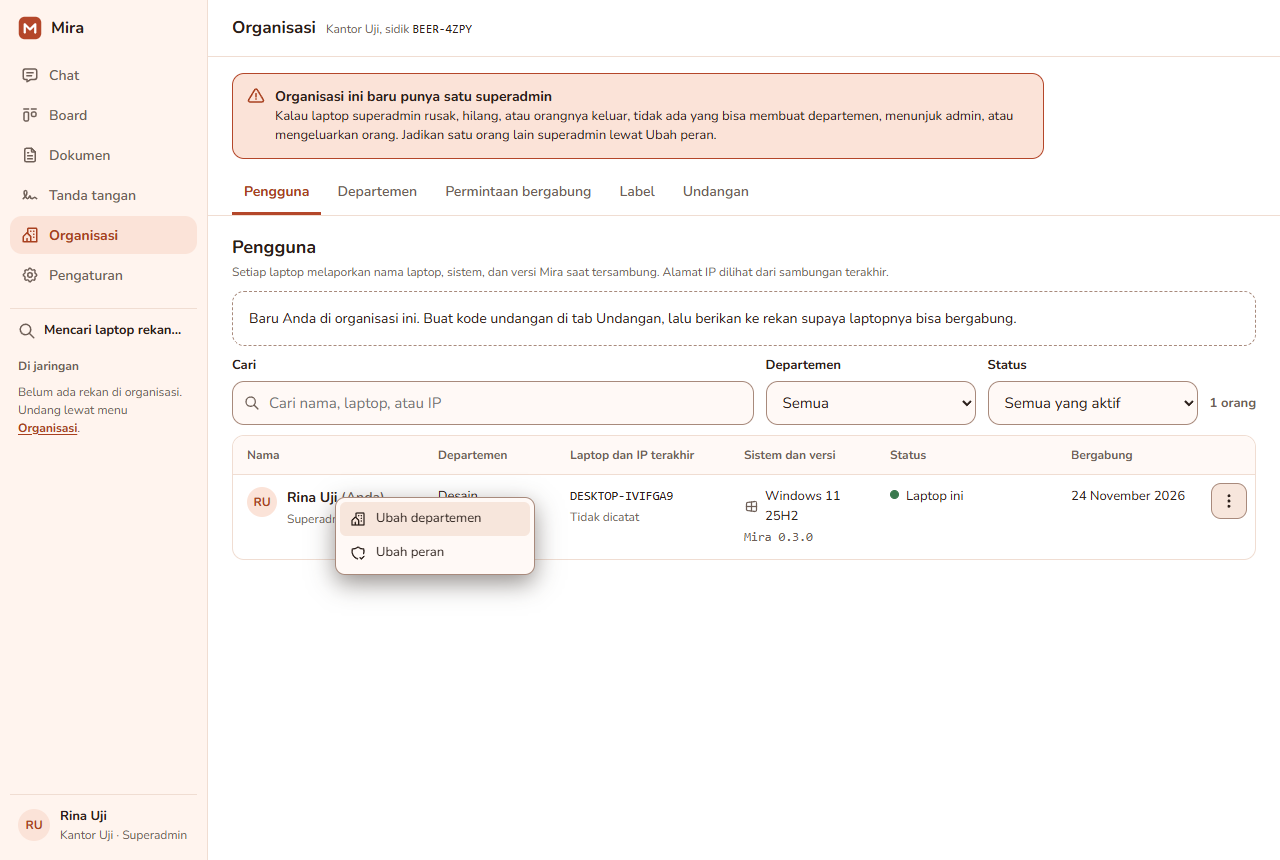 Mira
Chat
Board
Dokumen
Tanda tangan
Organisasi
Pengaturan
Mencari laptop rekan...
Di jaringan
Belum ada rekan di organisasi.
Undang lewat menu
Organisasi.
RU
Rina Uji
Kantor Uji · Superadmin
Organisasi Kantor Uji, sidik BEER-4ZPY
Organisasi ini baru punya satu superadmin
Kalau laptop superadmin rusak, hilang, atau orangnya keluar, tidak ada yang bisa membuat departemen, menunjuk admin, atau
mengeluarkan orang. Jadikan satu orang lain superadmin lewat Ubah peran.
Pengguna Departemen Permintaan bergabung Label Undangan
Pengguna
Setiap laptop melaporkan nama laptop, sistem, dan versi Mira saat tersambung. Alamat IP dilihat dari sambungan terakhir.
Baru Anda di organisasi ini. Buat kode undangan di tab Undangan, lalu berikan ke rekan supaya laptopnya bisa bergabung.
Cari Departemen Status
Cari nama, laptop, atau IP Semua Semua yang aktif 1 orang
Nama Departemen Laptop dan IP terakhir Sistem dan versi Status Bergabung
RU Rina Uji (Anda) Desain DESKTOP-IVIFGA9 Windows 11 Laptop ini 24 November 2026
Tidak dicatat 25H2
Mira 0.3.0
Ubah departemen
Ubah peran